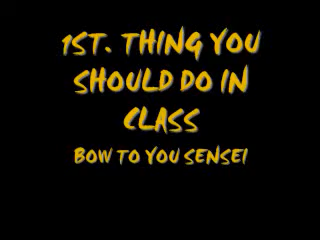 1ST. THING YOU
SHOULD DO IN
CLASS
BOW TO YOU SENSEI